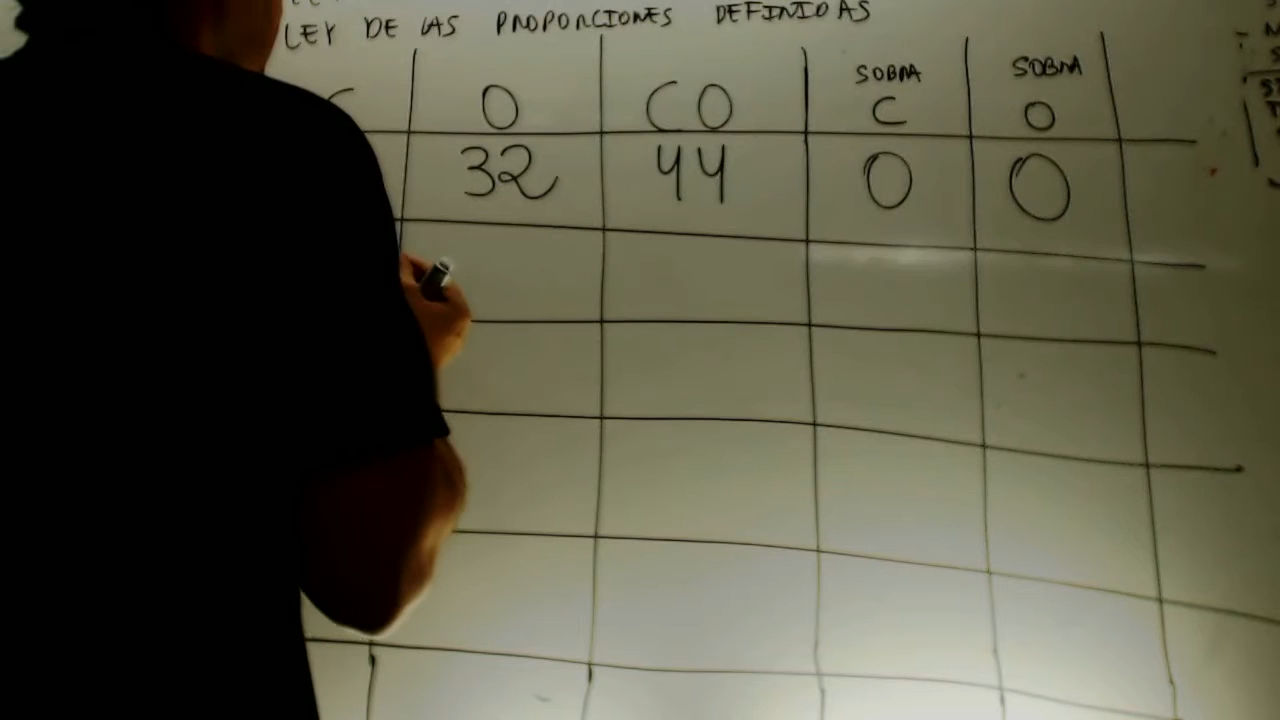 LEY DE LAS PROPORCIONES DEFINIDAS
C O CO SOBRA C SOBRA O
32 44 0 0